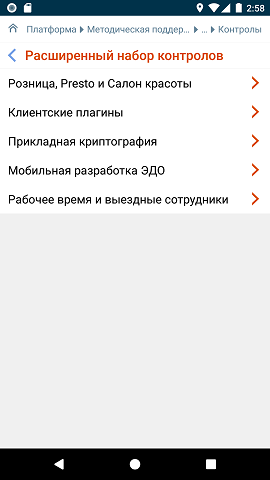 2:58
Платформа Методическая поддер... ... Контролы
Расширенный набор контролов
Розница, Presto и Салон красоты
Клиентские плагины
Прикладная криптография
Мобильная разработка ЭДО
Рабочее время и выездные сотрудники